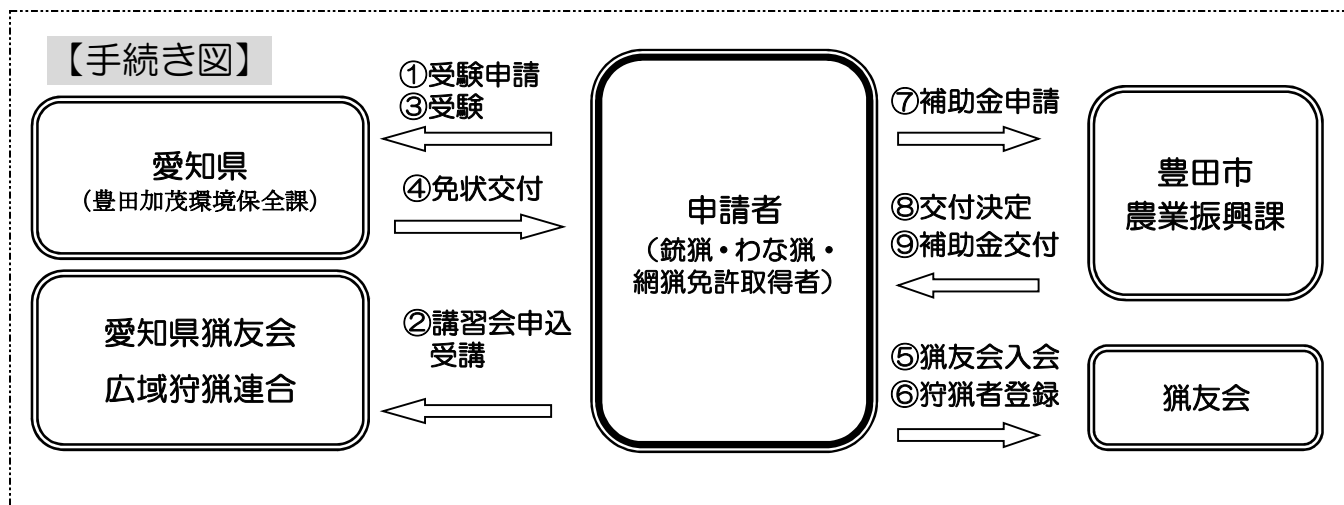 【手続き図】
①受験申請
③受験
愛知県
（豊田加茂環境保全課）
④免状交付
愛知県猟友会
広域狩猟連合
②講習会申込
受講
申請者
（銃猟・わな猟・
網猟免許取得者）
⑦補助金申請
豊田市
農業振興課
⑧交付決定
⑨補助金交付
⑤猟友会入会
⑥狩猟者登録
猟友会